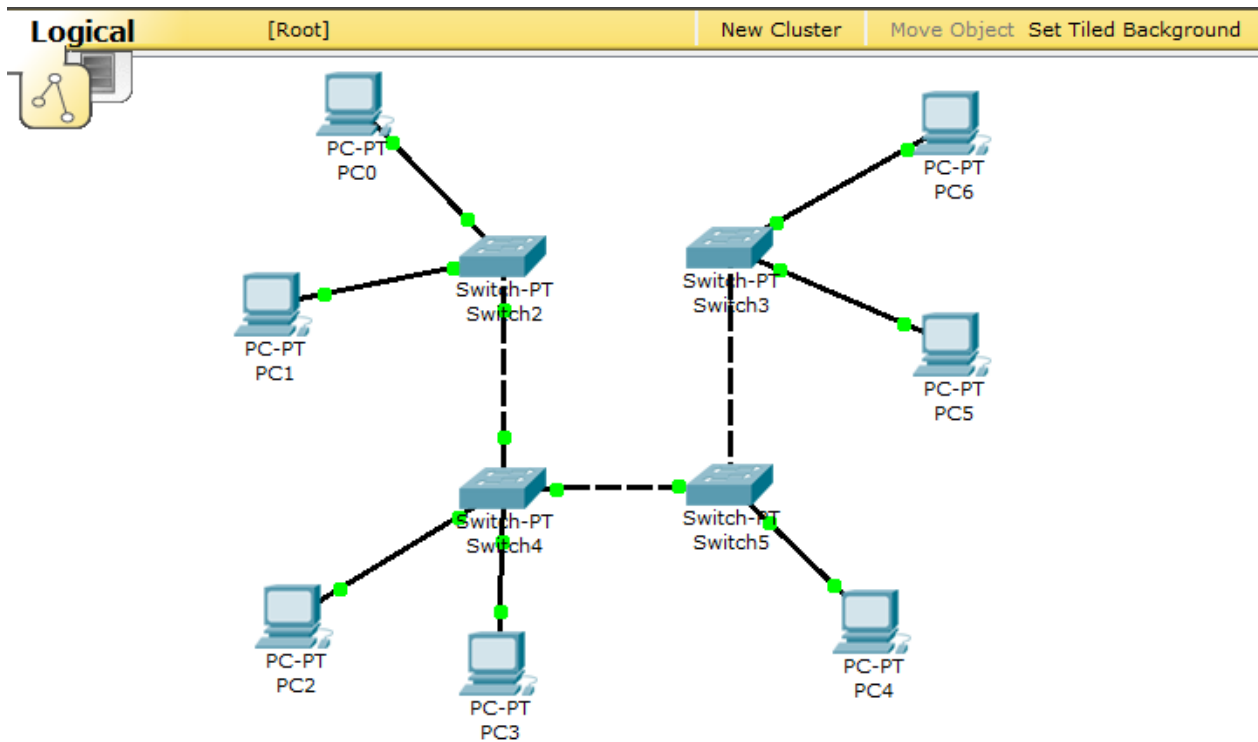 Logical
[Root]
New Cluster
Move Object
Set Tiled Background
PC-PT
PC0
PC-PT
PC6
Switch-PT
Switch2
Switch-PT
Switch3
PC-PT
PC1
PC-PT
PC5
Switch-PT
Switch4
Switch-PT
Switch5
PC-PT
PC2
PC-PT
PC3
PC-PT
PC4